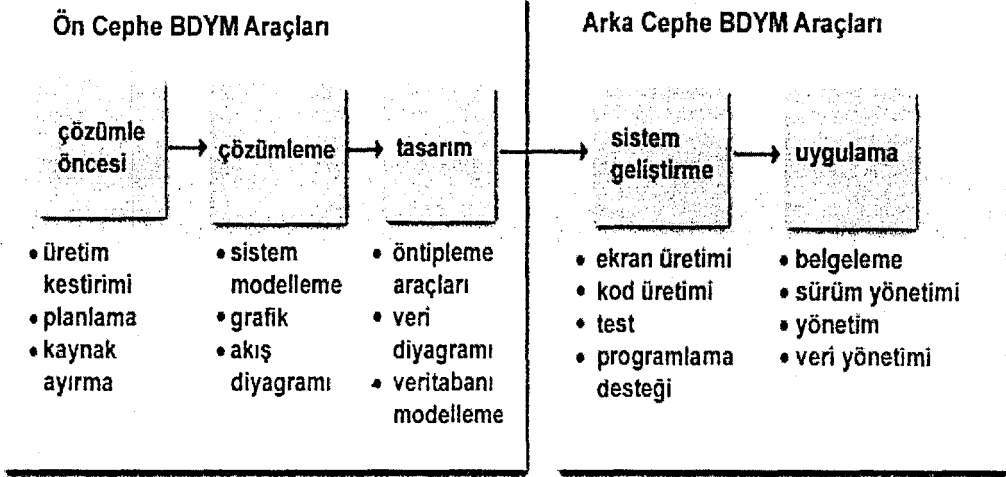 Ön Cephe BDYM Araçları
çözümle
öncesi
çözümleme
tasarım
• üretim
kestirimi
• planlama
• kaynak
ayırma
• sistem
modelleme
• grafik
• akış
diyagramı
• öntipleme
araçları
• veri
diyagramı
• veritabanı
modelleme
Arka Cephe BDYM Araçları
sistem
geliştirme
uygulama
• ekran üretimi
• kod üretimi
• test
• programlama
desteği
• belgeleme
• sürüm yönetimi
• yönetim
• veri yönetimi